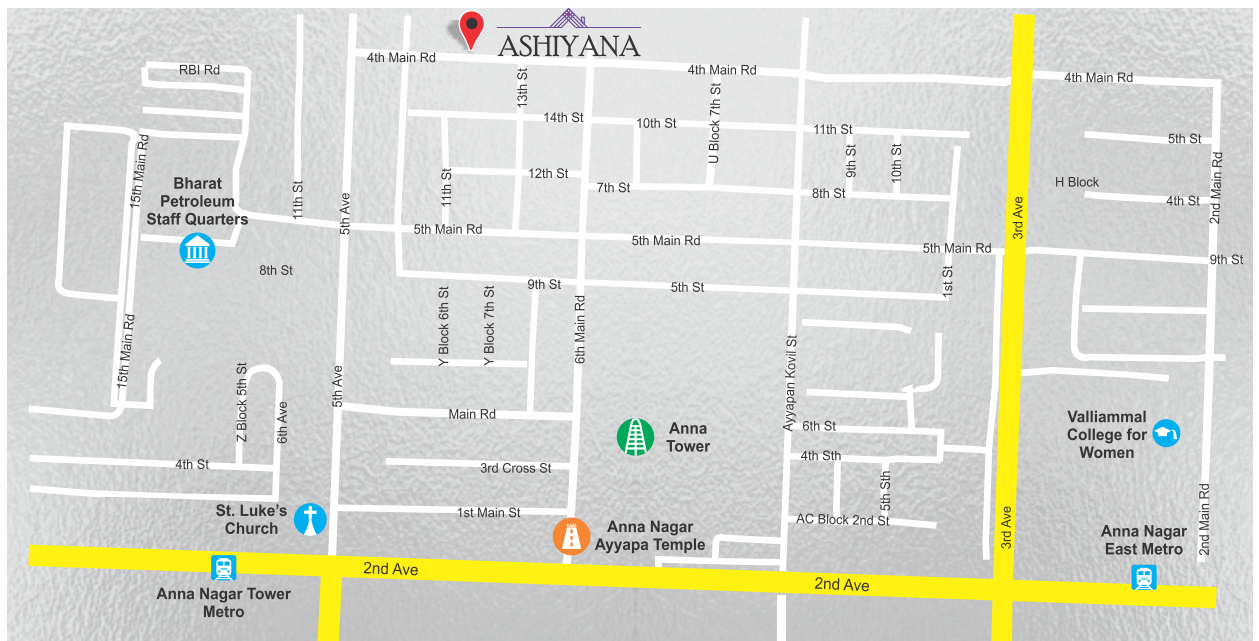 ASHIYANA
4th Main Rd
4th Main Rd
4th Main Rd
RBI Rd
13th St
U Block 7th St
14th St
10th St
11th St
5th St
15th Main Rd
Bharat
Petroleum
Staff Quarters
11th St
5th Ave
11th St
12th St
7th St
9th St
10th St
8th St
H Block
4th St
2nd Main Rd
3rd Ave
5th Main Rd
5th Main Rd
5th Main Rd
9th St
8th St
9th St
5th St
1st St
15th Main Rd
Y Block 6th St
Y Block 7th St
6th Main Rd
Ayyapan Kovil St
Z Block 5th St
6th Ave
5th Ave
Main Rd
Anna
Tower
6th St
4th Sth
5th Sth
Valliammal
College for
Women
4th St
3rd Cross St
St. Luke's
Church
1st Main St
Anna Nagar
Ayyapa Temple
AC Block 2nd St
3rd Ave
Anna Nagar
East Metro
2nd Main Rd
2nd Ave
2nd Ave
Anna Nagar Tower
Metro